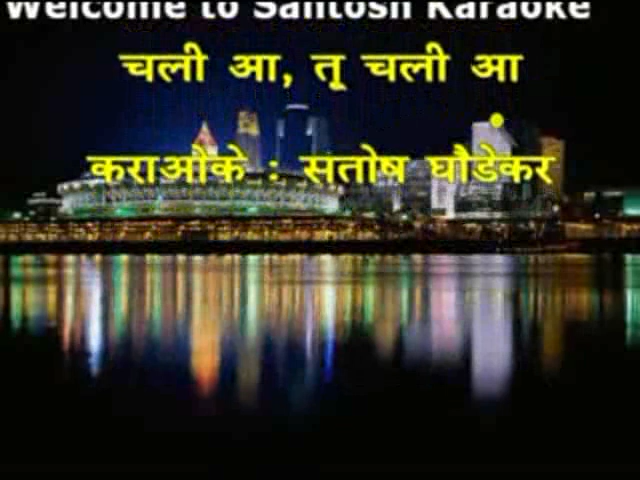 Welcome to Santosh Karaoke
चली आ, तू चली आ
कराओके : सतोष घौडेकर